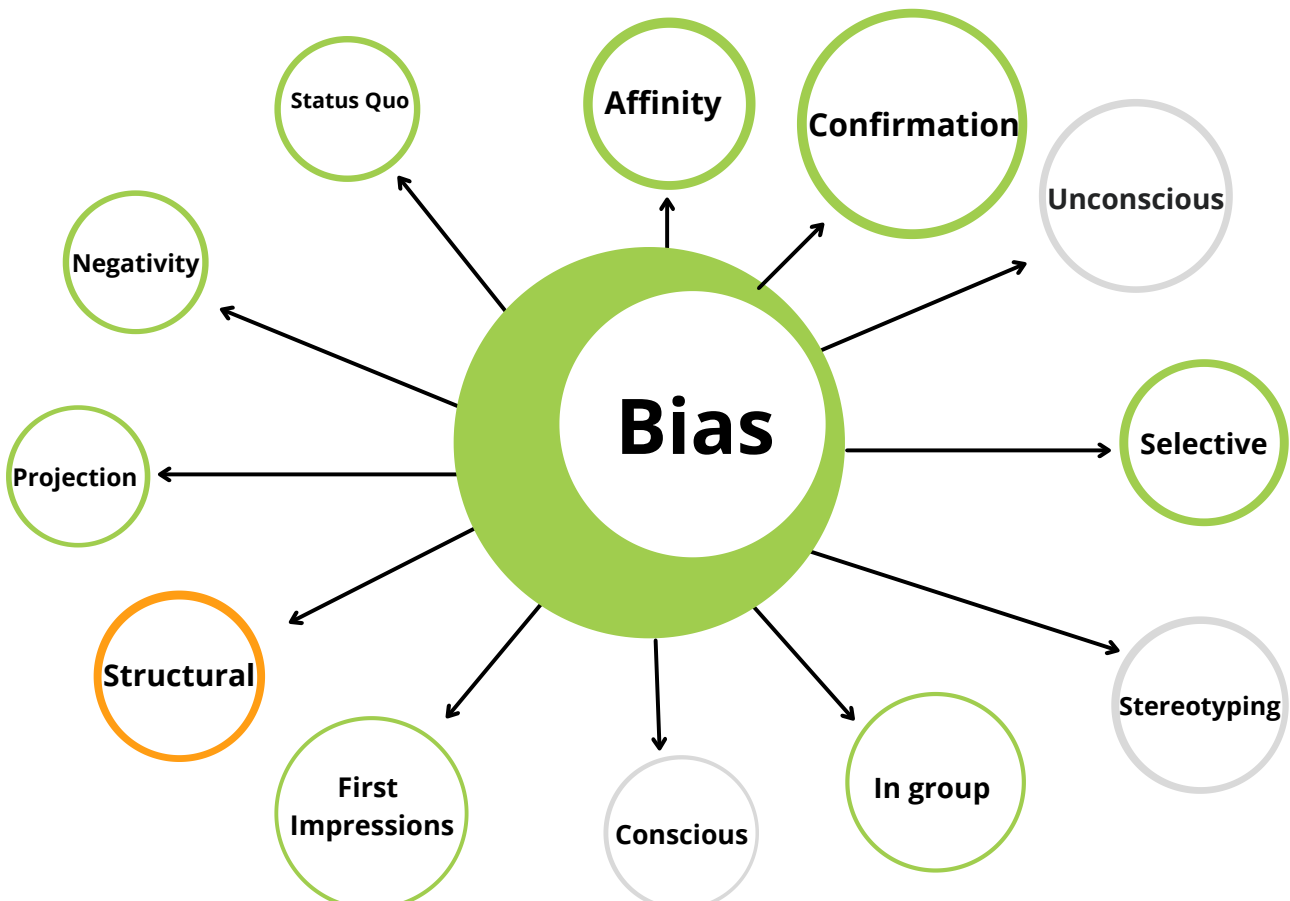 Status Quo
Affinity
Confirmation
Unconscious
Negativity
Bias
Selective
Projection
Structural
Stereotyping
First
Impressions
In group
Conscious